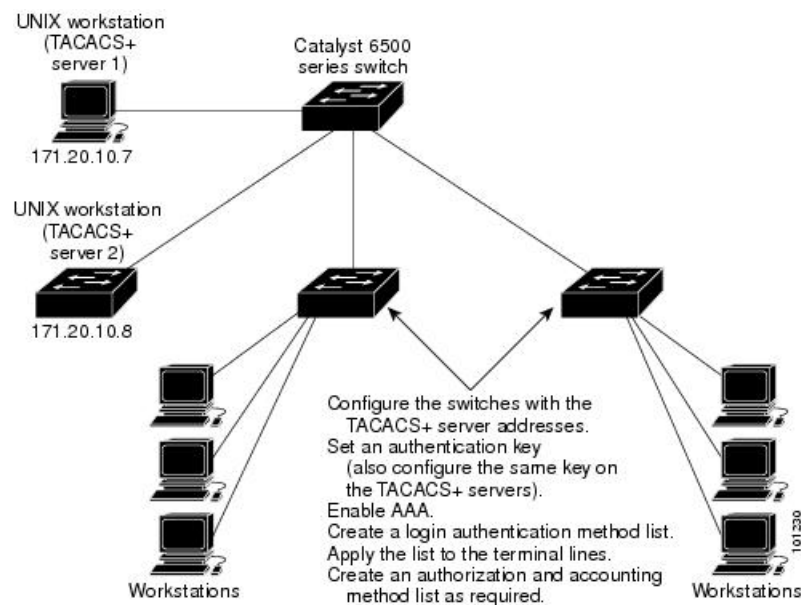 UNIX workstation
(TACACS+
server 1)
Catalyst 6500
series switch
171.20.10.7
UNIX workstation
(TACACS+
server 2)
171.20.10.8
Configure the switches with the
TACACS+ server addresses.
Set an authentication key
(also configure the same key on
the TACACS+ servers).
Enable AAA.
Create a login authentication method list.
Apply the list to the terminal lines.
Create an authorization and accounting
method list as required.
Workstations
Workstations
101230